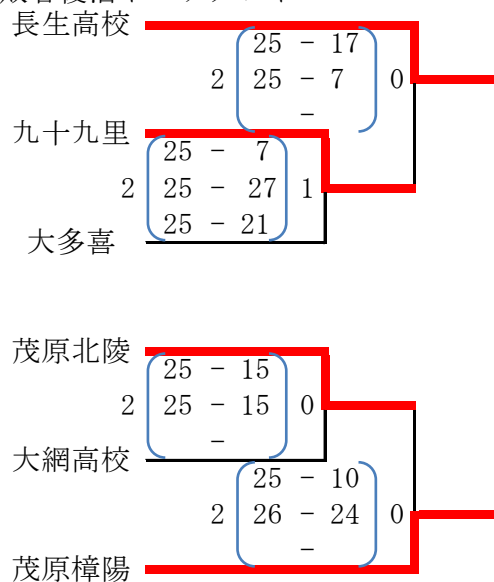 長生高校
25 - 17
2 25 - 7 0
-
九十九里
25 - 7
2 25 - 27 1
25 - 21
大多喜
茂原北陵
25 - 15
2 25 - 15 0
-
大網高校
25 - 10
2 26 - 24 0
-
茂原樟陽